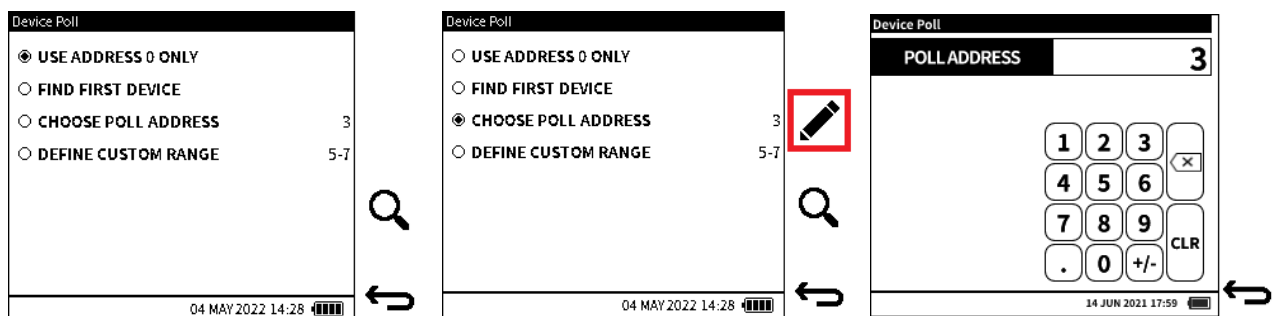 Device Poll
USE ADDRESS 0 ONLY
FIND FIRST DEVICE
CHOOSE POLL ADDRESS 3
DEFINE CUSTOM RANGE 5-7
04 MAY 2022 14:28
Device Poll
USE ADDRESS 0 ONLY
FIND FIRST DEVICE
CHOOSE POLL ADDRESS 3
DEFINE CUSTOM RANGE 5-7
04 MAY 2022 14:28
Device Poll
POLL ADDRESS 3
1 2 3
4 5 6
7 8 9
CLR
. 0 +/-
14 JUN 2021 17:59